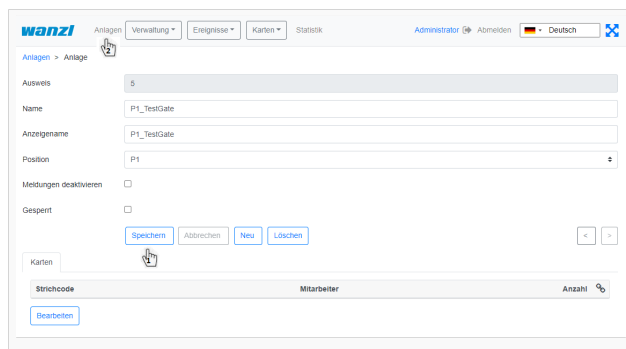 wanzl Anlagen Verwaltung Ereignisse Karten Statistik Administrator Abmelden Deutsch
2
Anlagen > Anlage
Ausweis 5
Name P1_TestGate
Anzeigename P1_TestGate
Position P1
Meldungen deaktivieren
Gesperrt
Speichern Abbrechen Neu Löschen < >
1
Karten
Strichcode Mitarbeiter Anzahl
Bearbeiten